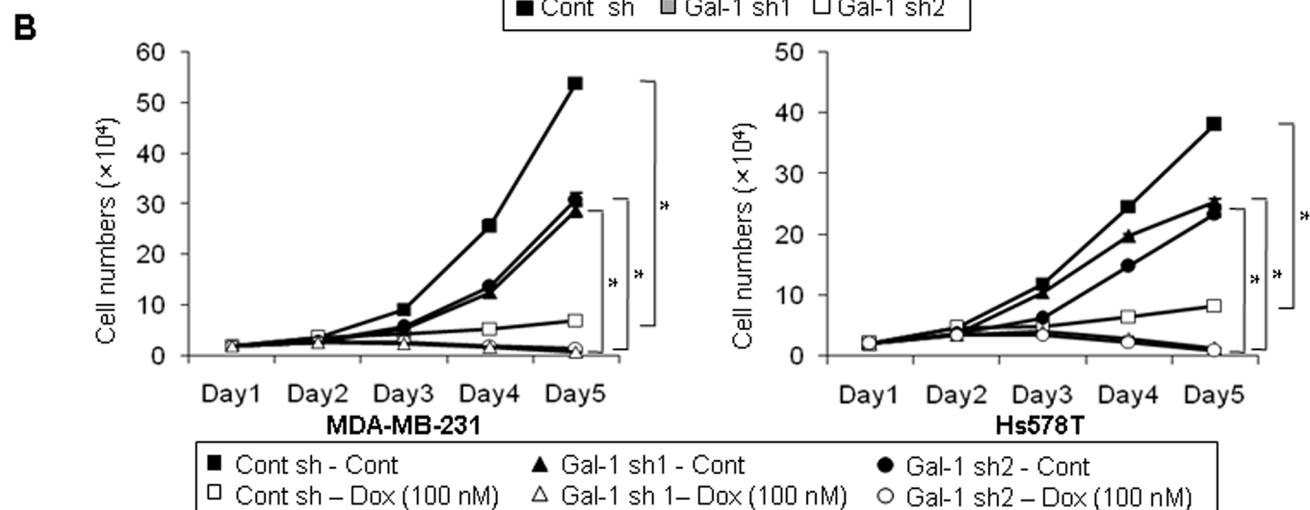 ■ Cont sh ■ Gal-1 sh1 □ Gal-1 sh2
B
60
50
40
30
20
10
0
Cell numbers (×10⁴)
*
*
*
Day1 Day2 Day3 Day4 Day5
MDA-MB-231
50
40
30
20
10
0
Cell numbers (×10⁴)
*
*
*
Day1 Day2 Day3 Day4 Day5
Hs578T
■ Cont sh - Cont ▲ Gal-1 sh1 - Cont ● Gal-1 sh2 - Cont
□ Cont sh – Dox (100 nM) △ Gal-1 sh 1– Dox (100 nM) ○ Gal-1 sh2 – Dox (100 nM)